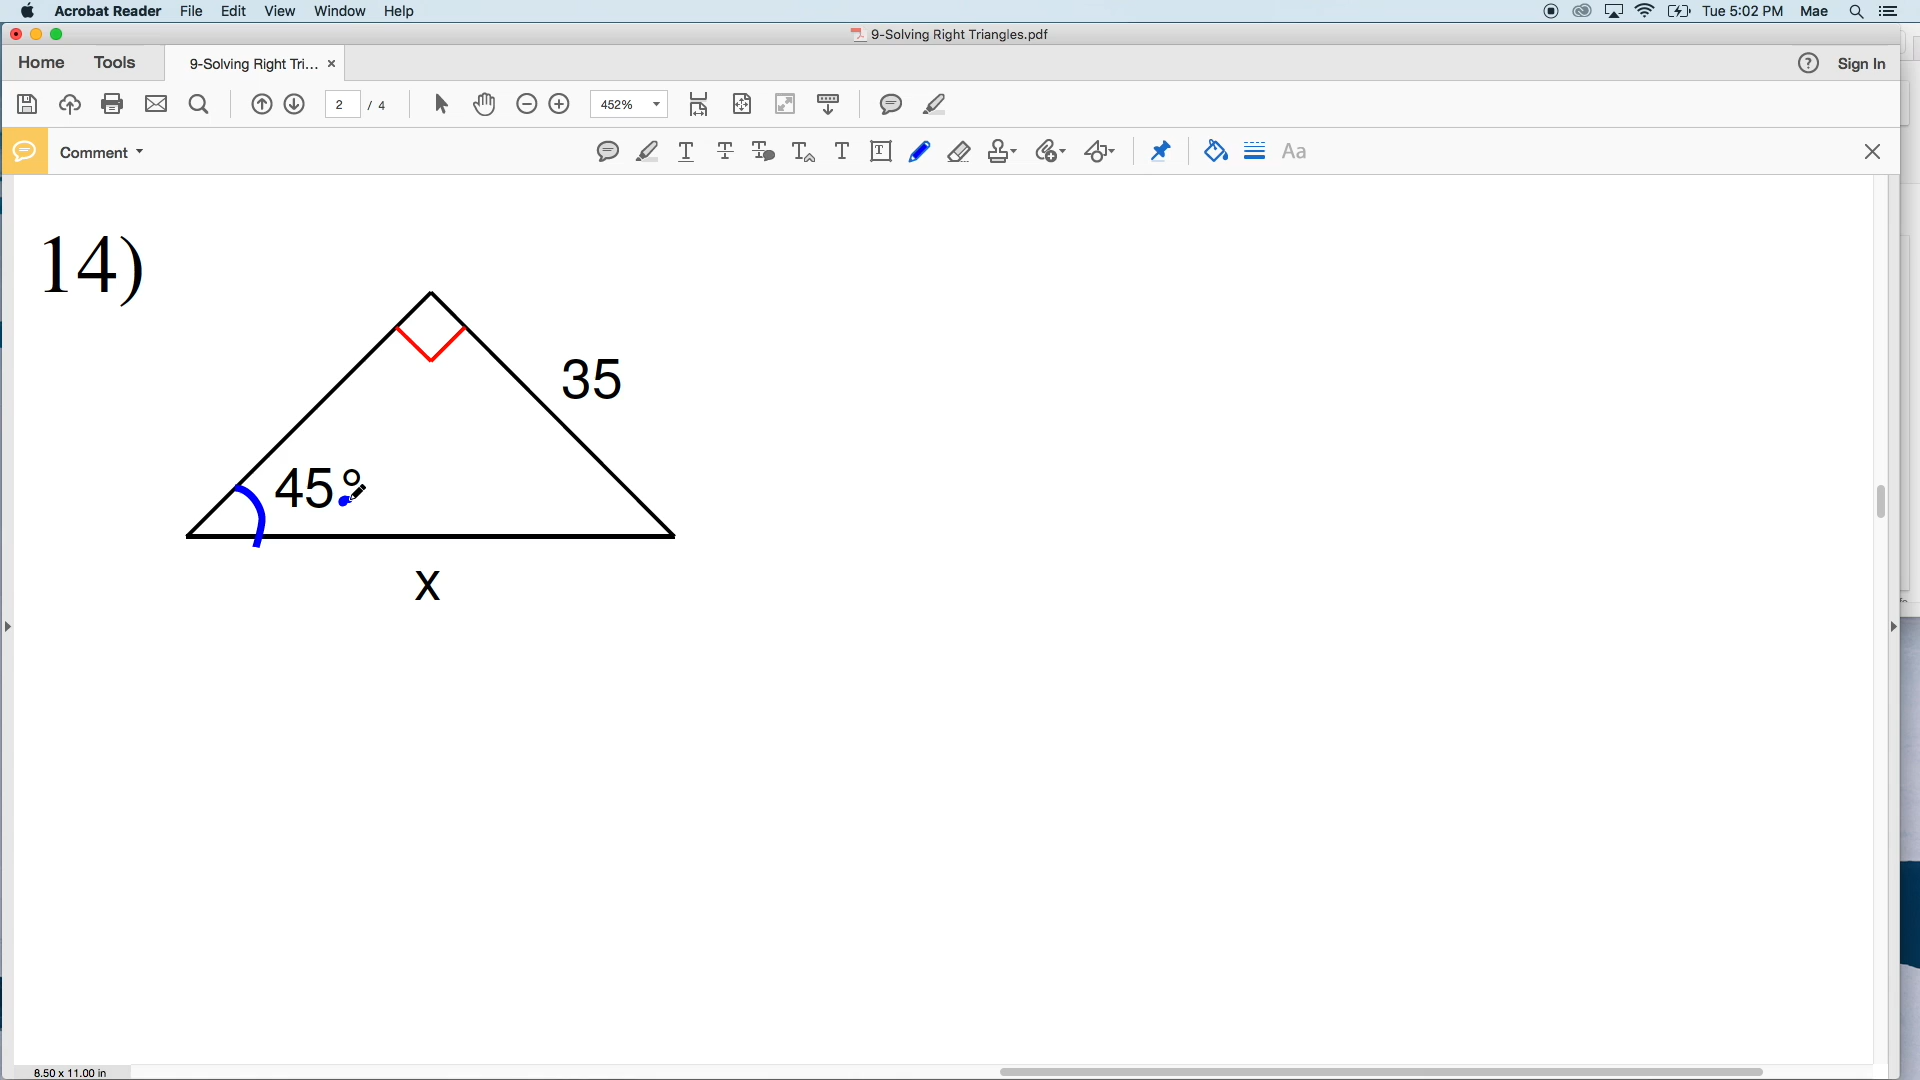 Acrobat Reader File Edit View Window Help Tue 5:02 PM Mae
9-Solving Right Triangles.pdf
Home Tools 9-Solving Right Tri... × ? Sign In
2 / 4 452%
Comment T T T T T T Aa
14)
35
45°
x
8.50 x 11.00 in